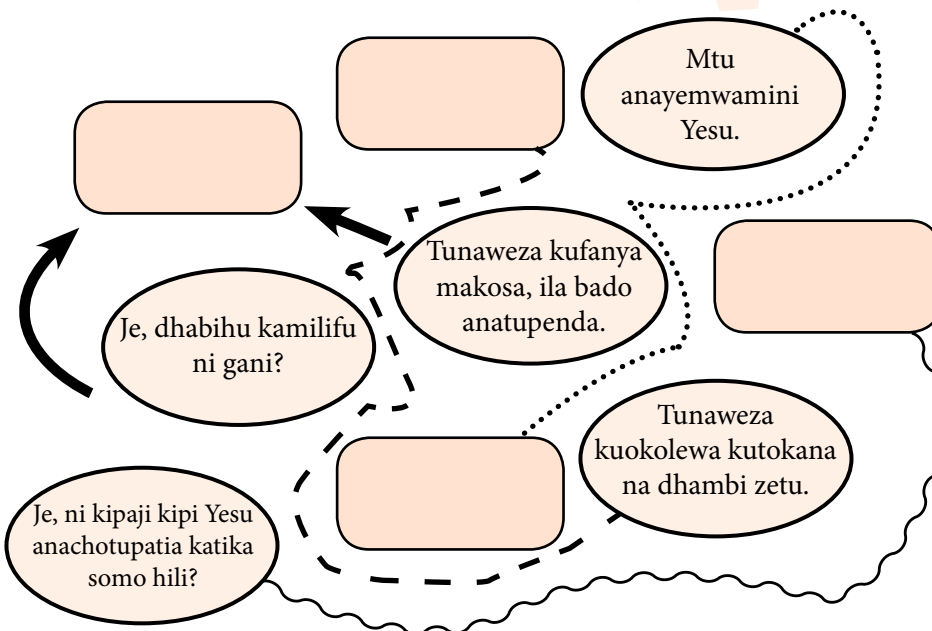 Mtu
anayemwamini
Yesu.
Tunaweza kufanya
makosa, ila bado
anatupenda.
Je, dhabihu kamilifu
ni gani?
Tunaweza
kuokolewa kutokana
na dhambi zetu.
Je, ni kipaji kipi Yesu
anachotupatia katika
somo hili?